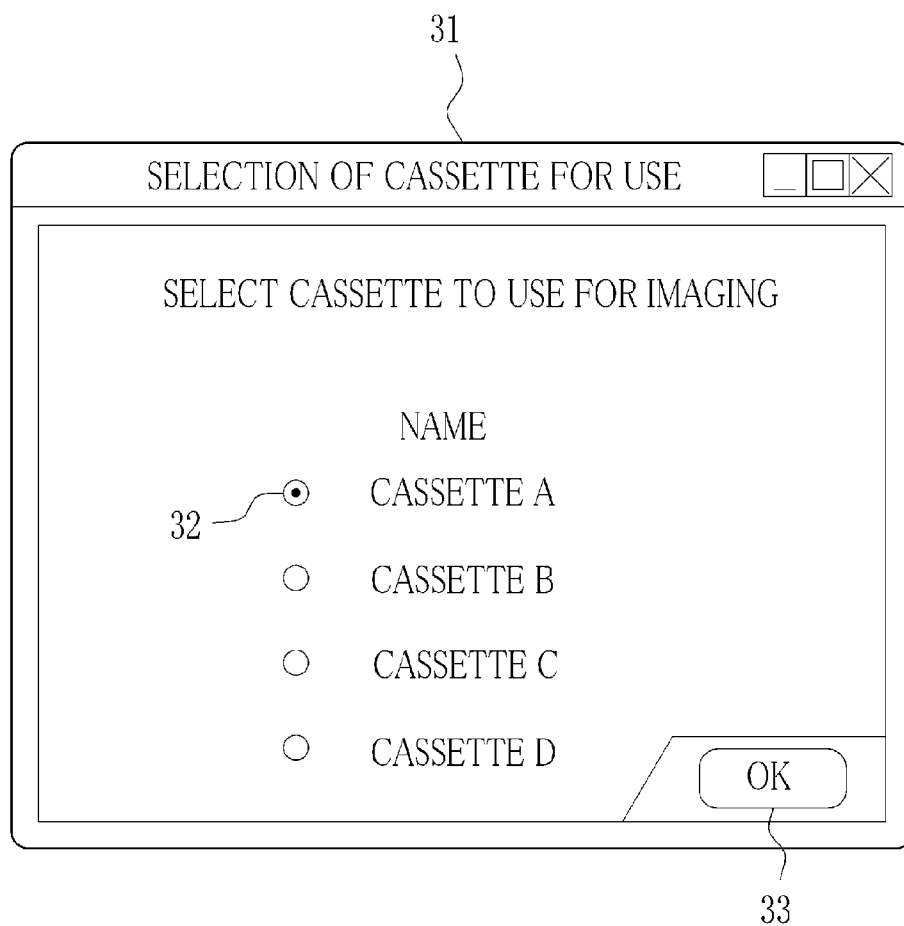 31
SELECTION OF CASSETTE FOR USE
SELECT CASSETTE TO USE FOR IMAGING
NAME
CASSETTE A
32
CASSETTE B
CASSETTE C
CASSETTE D
OK
33